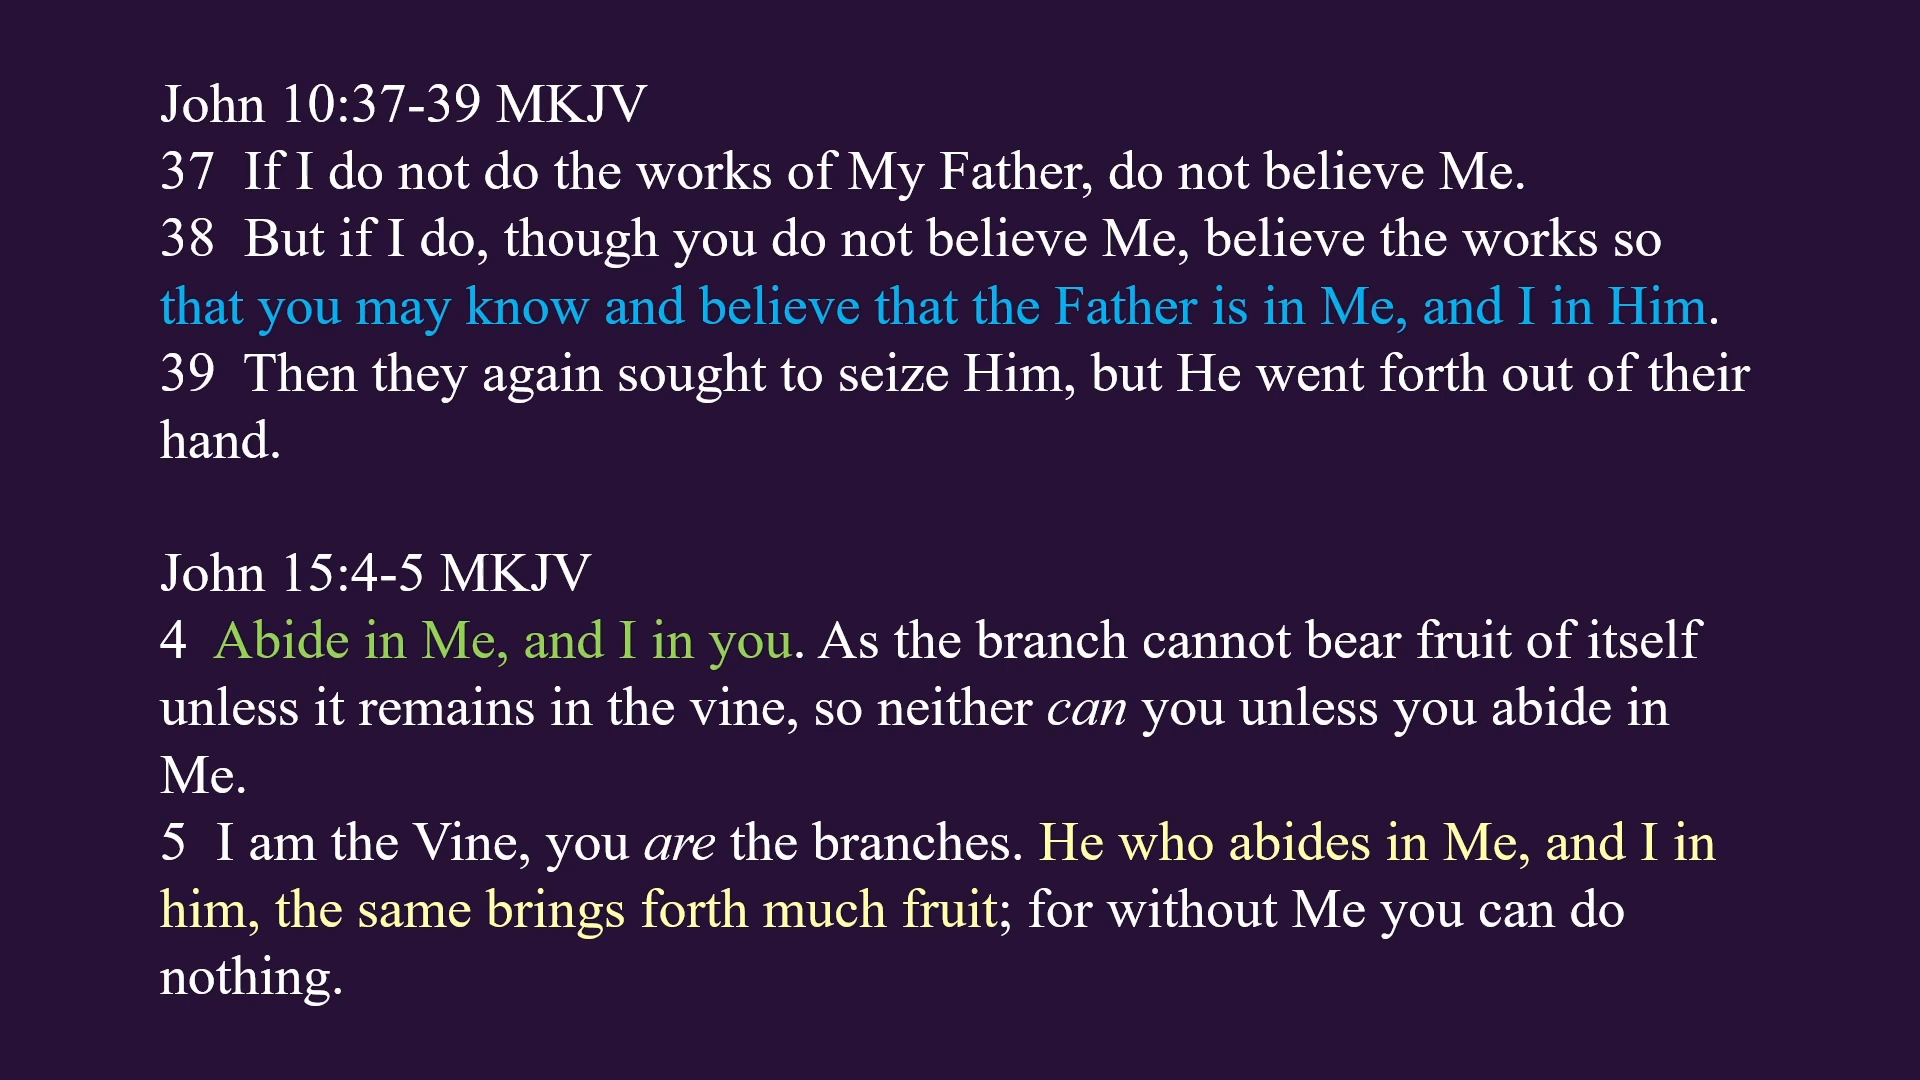 John 10:37-39 MKJV
37  If I do not do the works of My Father, do not believe Me.
38  But if I do, though you do not believe Me, believe the works so
that you may know and believe that the Father is in Me, and I in Him.
39  Then they again sought to seize Him, but He went forth out of their
hand.
John 15:4-5 MKJV
4  Abide in Me, and I in you. As the branch cannot bear fruit of itself
unless it remains in the vine, so neither can you unless you abide in
Me.
5  I am the Vine, you are the branches. He who abides in Me, and I in
him, the same brings forth much fruit; for without Me you can do
nothing.